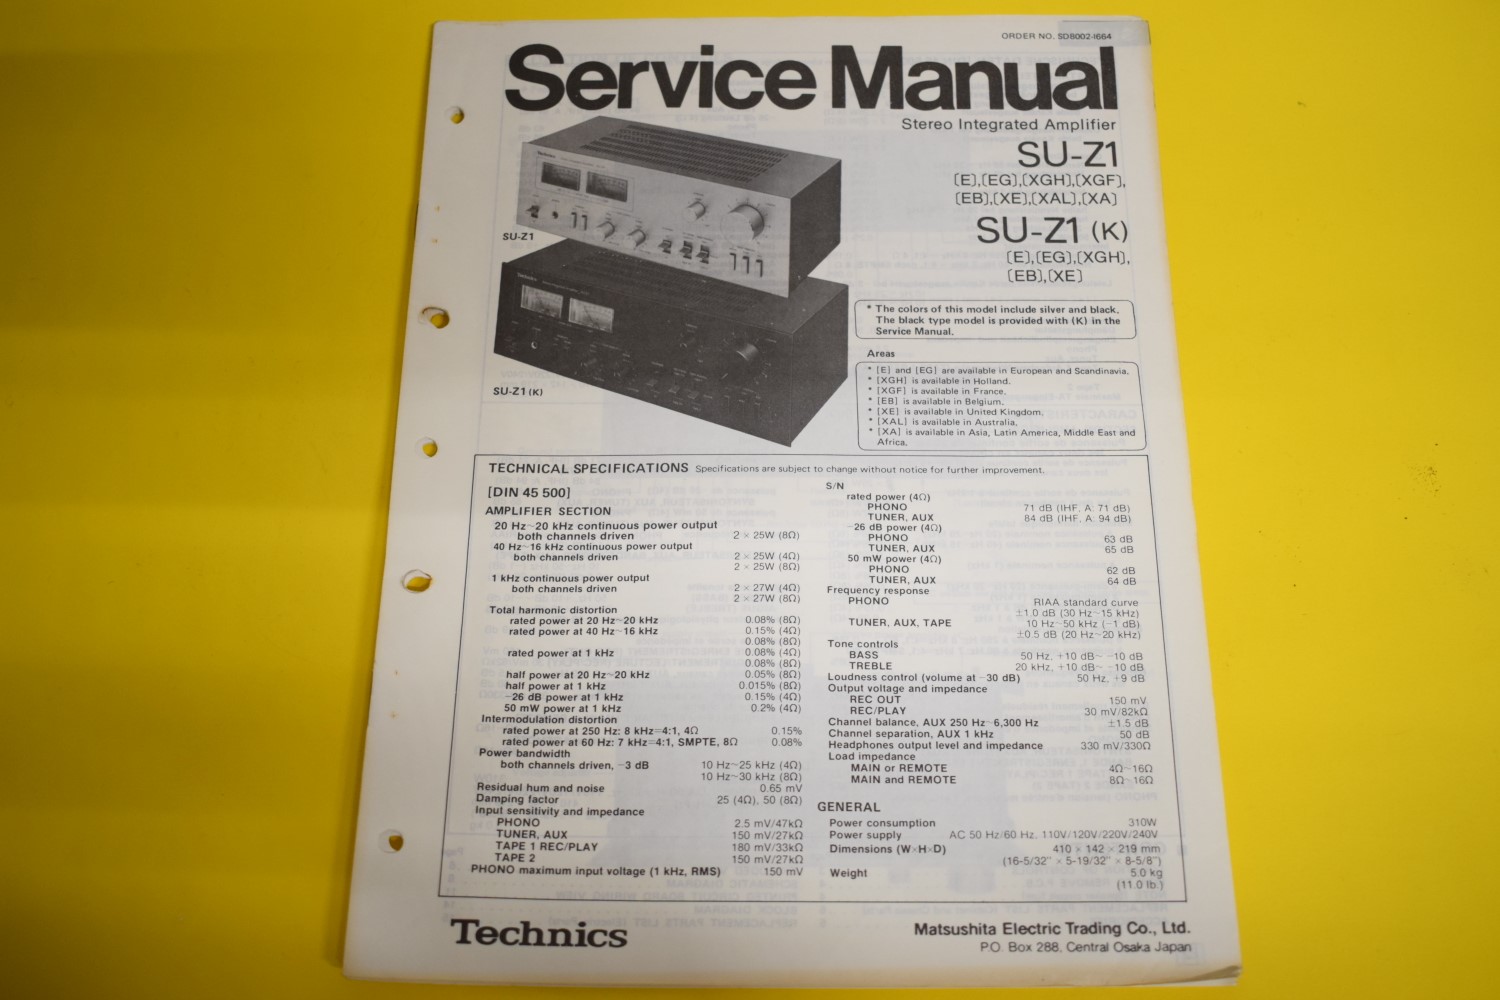 ORDER NO. SD8002-1664
Service Manual
Stereo Integrated Amplifier
SU-Z1
[E],[EG],[XGH],[XGF],
[EB],[XE],[XAL],[XA]
SU-Z1 (K)
[E],[EG],[XGH],
[EB],[XE]
Technics
SU-Z1
Technics
SU-Z1 (K)
* The colors of this model include silver and black.
The black type model is provided with (K) in the
Service Manual.
Areas
* [E] and [EG] are available in European and Scandinavia.
* [XGH] is available in Holland.
* [XGF] is available in France.
* [EB] is available in Belgium.
* [XE] is available in United Kingdom.
* [XAL] is available in Australia.
* [XA] is available in Asia, Latin America, Middle East and
Africa.
TECHNICAL SPECIFICATIONS Specifications are subject to change without notice for further improvement.
[DIN 45 500]
AMPLIFIER SECTION
20 Hz~20 kHz continuous power output
both channels driven 2 × 25W (8Ω)
40 Hz~16 kHz continuous power output
both channels driven 2 × 25W (4Ω)
2 × 25W (8Ω)
1 kHz continuous power output
both channels driven 2 × 27W (4Ω)
2 × 27W (8Ω)
Total harmonic distortion
rated power at 20 Hz~20 kHz 0.08% (8Ω)
rated power at 40 Hz~16 kHz 0.15% (4Ω)
0.08% (8Ω)
rated power at 1 kHz 0.08% (4Ω)
0.08% (8Ω)
half power at 20 Hz~20 kHz 0.05% (8Ω)
half power at 1 kHz 0.015% (8Ω)
-26 dB power at 1 kHz 0.15% (4Ω)
50 mW power at 1 kHz 0.2% (4Ω)
Intermodulation distortion
rated power at 250 Hz: 8 kHz=4:1, 4Ω 0.15%
rated power at 60 Hz: 7 kHz=4:1, SMPTE, 8Ω 0.08%
Power bandwidth
both channels driven, -3 dB 10 Hz~25 kHz (4Ω)
10 Hz~30 kHz (8Ω)
Residual hum and noise 0.65 mV
Damping factor 25 (4Ω), 50 (8Ω)
Input sensitivity and impedance
PHONO 2.5 mV/47kΩ
TUNER, AUX 150 mV/27kΩ
TAPE 1 REC/PLAY 180 mV/33kΩ
TAPE 2 150 mV/27kΩ
PHONO maximum input voltage (1 kHz, RMS) 150 mV
S/N
rated power (4Ω)
PHONO 71 dB (IHF, A: 71 dB)
TUNER, AUX 84 dB (IHF, A: 94 dB)
-26 dB power (4Ω)
PHONO 63 dB
TUNER, AUX 65 dB
50 mW power (4Ω)
PHONO 62 dB
TUNER, AUX 64 dB
Frequency response
PHONO RIAA standard curve
±1.0 dB (30 Hz~15 kHz)
TUNER, AUX, TAPE 10 Hz~50 kHz (-1 dB)
±0.5 dB (20 Hz~20 kHz)
Tone controls
BASS 50 Hz, +10 dB~ -10 dB
TREBLE 20 kHz, +10 dB~ -10 dB
Loudness control (volume at -30 dB) 50 Hz, +9 dB
Output voltage and impedance
REC OUT 150 mV
REC/PLAY 30 mV/82kΩ
Channel balance, AUX 250 Hz~6,300 Hz ±1.5 dB
Channel separation, AUX 1 kHz 50 dB
Headphones output level and impedance 330 mV/330Ω
Load impedance
MAIN or REMOTE 4Ω~16Ω
MAIN and REMOTE 8Ω~16Ω
GENERAL
Power consumption 310W
Power supply AC 50 Hz/60 Hz, 110V/120V/220V/240V
Dimensions (W×H×D) 410 × 142 × 219 mm
(16-5/32" × 5-19/32" × 8-5/8")
Weight 5.0 kg
(11.0 lb.)
Technics
Matsushita Electric Trading Co., Ltd.
P.O. Box 288, Central Osaka Japan